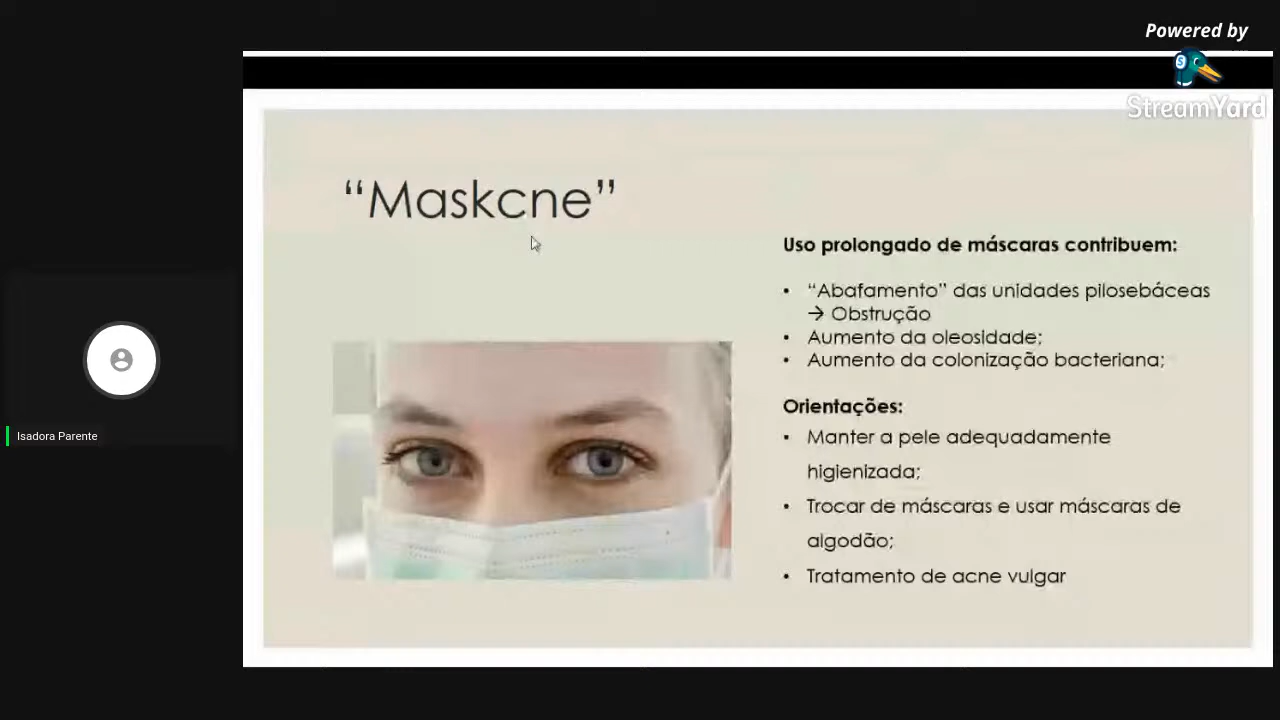 Powered by
StreamYard
“Maskcne”
Uso prolongado de máscaras contribuem:
• “Abafamento” das unidades pilosebáceas
→ Obstrução
• Aumento da oleosidade;
• Aumento da colonização bacteriana;
Orientações:
• Manter a pele adequadamente
higienizada;
• Trocar de máscaras e usar máscaras de
algodão;
• Tratamento de acne vulgar
Isadora Parente